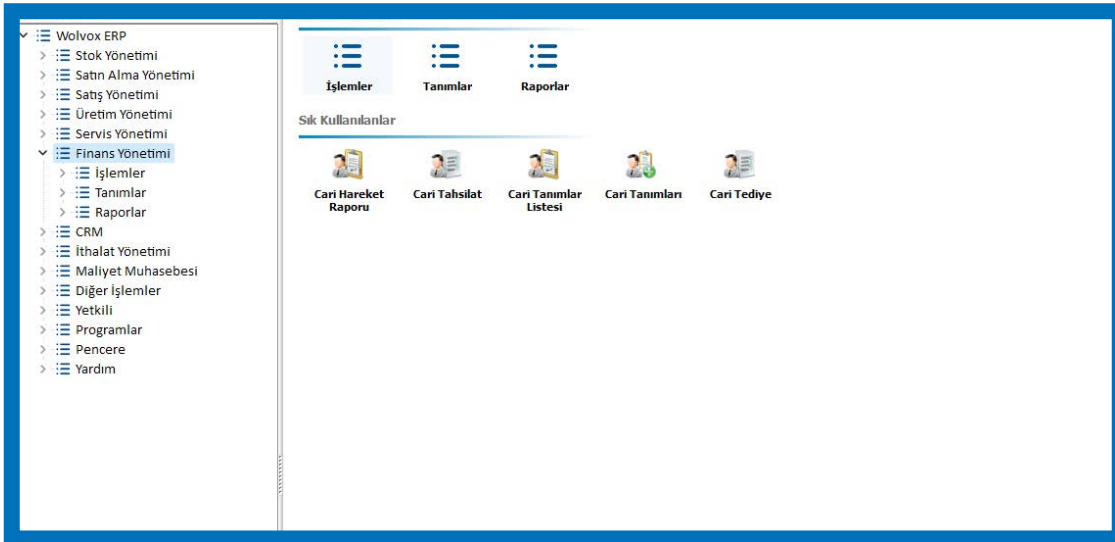 Wolvox ERP
Stok Yönetimi
Satın Alma Yönetimi
Satış Yönetimi
Üretim Yönetimi
Servis Yönetimi
Finans Yönetimi
İşlemler
Tanımlar
Raporlar
CRM
İthalat Yönetimi
Maliyet Muhasebesi
Diğer İşlemler
Yetkili
Programlar
Pencere
Yardım
İşlemler Tanımlar Raporlar
Sık Kullanılanlar
Cari Hareket Raporu
Cari Tahsilat
Cari Tanımlar Listesi
Cari Tanımları
Cari Tediye